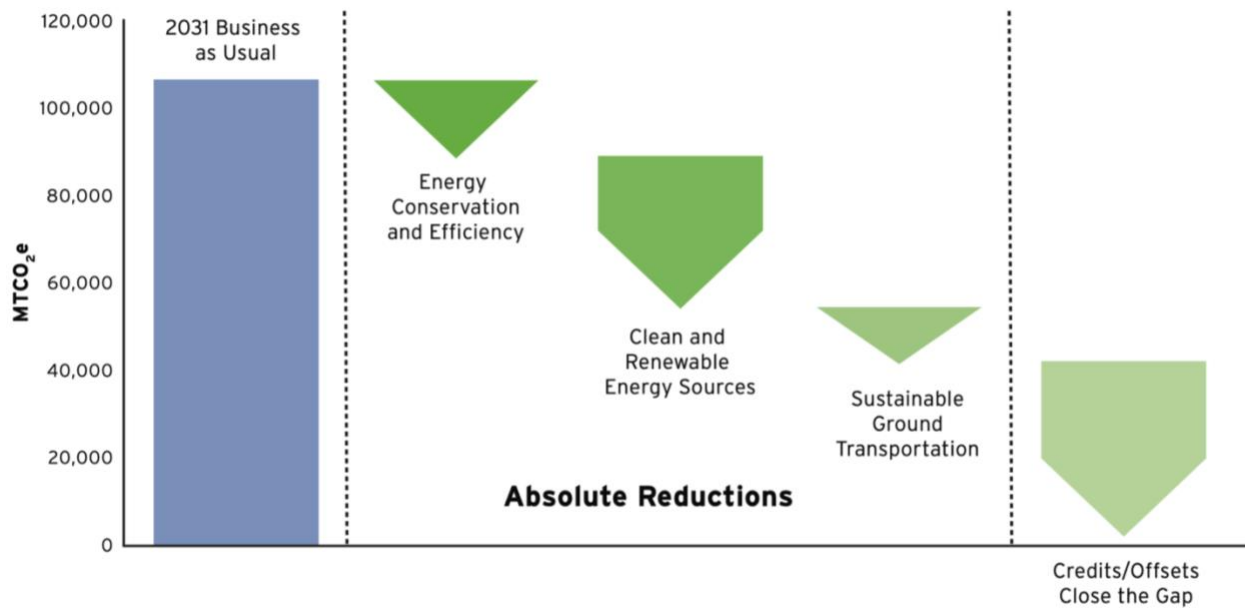 120,000
100,000
80,000
60,000
40,000
20,000
0
MTCO₂e
2031 Business
as Usual
Energy
Conservation
and Efficiency
Clean and
Renewable
Energy Sources
Sustainable
Ground
Transportation
Absolute Reductions
Credits/Offsets
Close the Gap